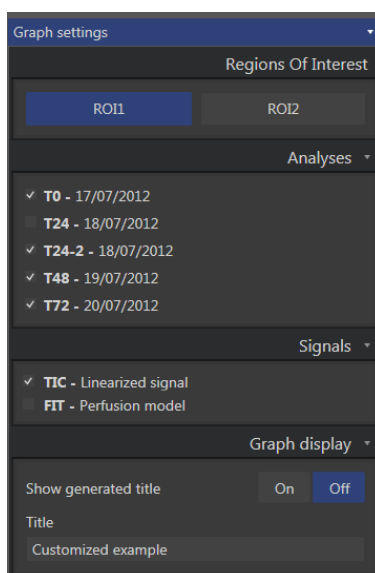 Graph settings
Regions Of Interest
ROI1 ROI2
Analyses
T0 - 17/07/2012
T24 - 18/07/2012
T24-2 - 18/07/2012
T48 - 19/07/2012
T72 - 20/07/2012
Signals
TIC - Linearized signal
FIT - Perfusion model
Graph display
Show generated title On Off
Title
Customized example